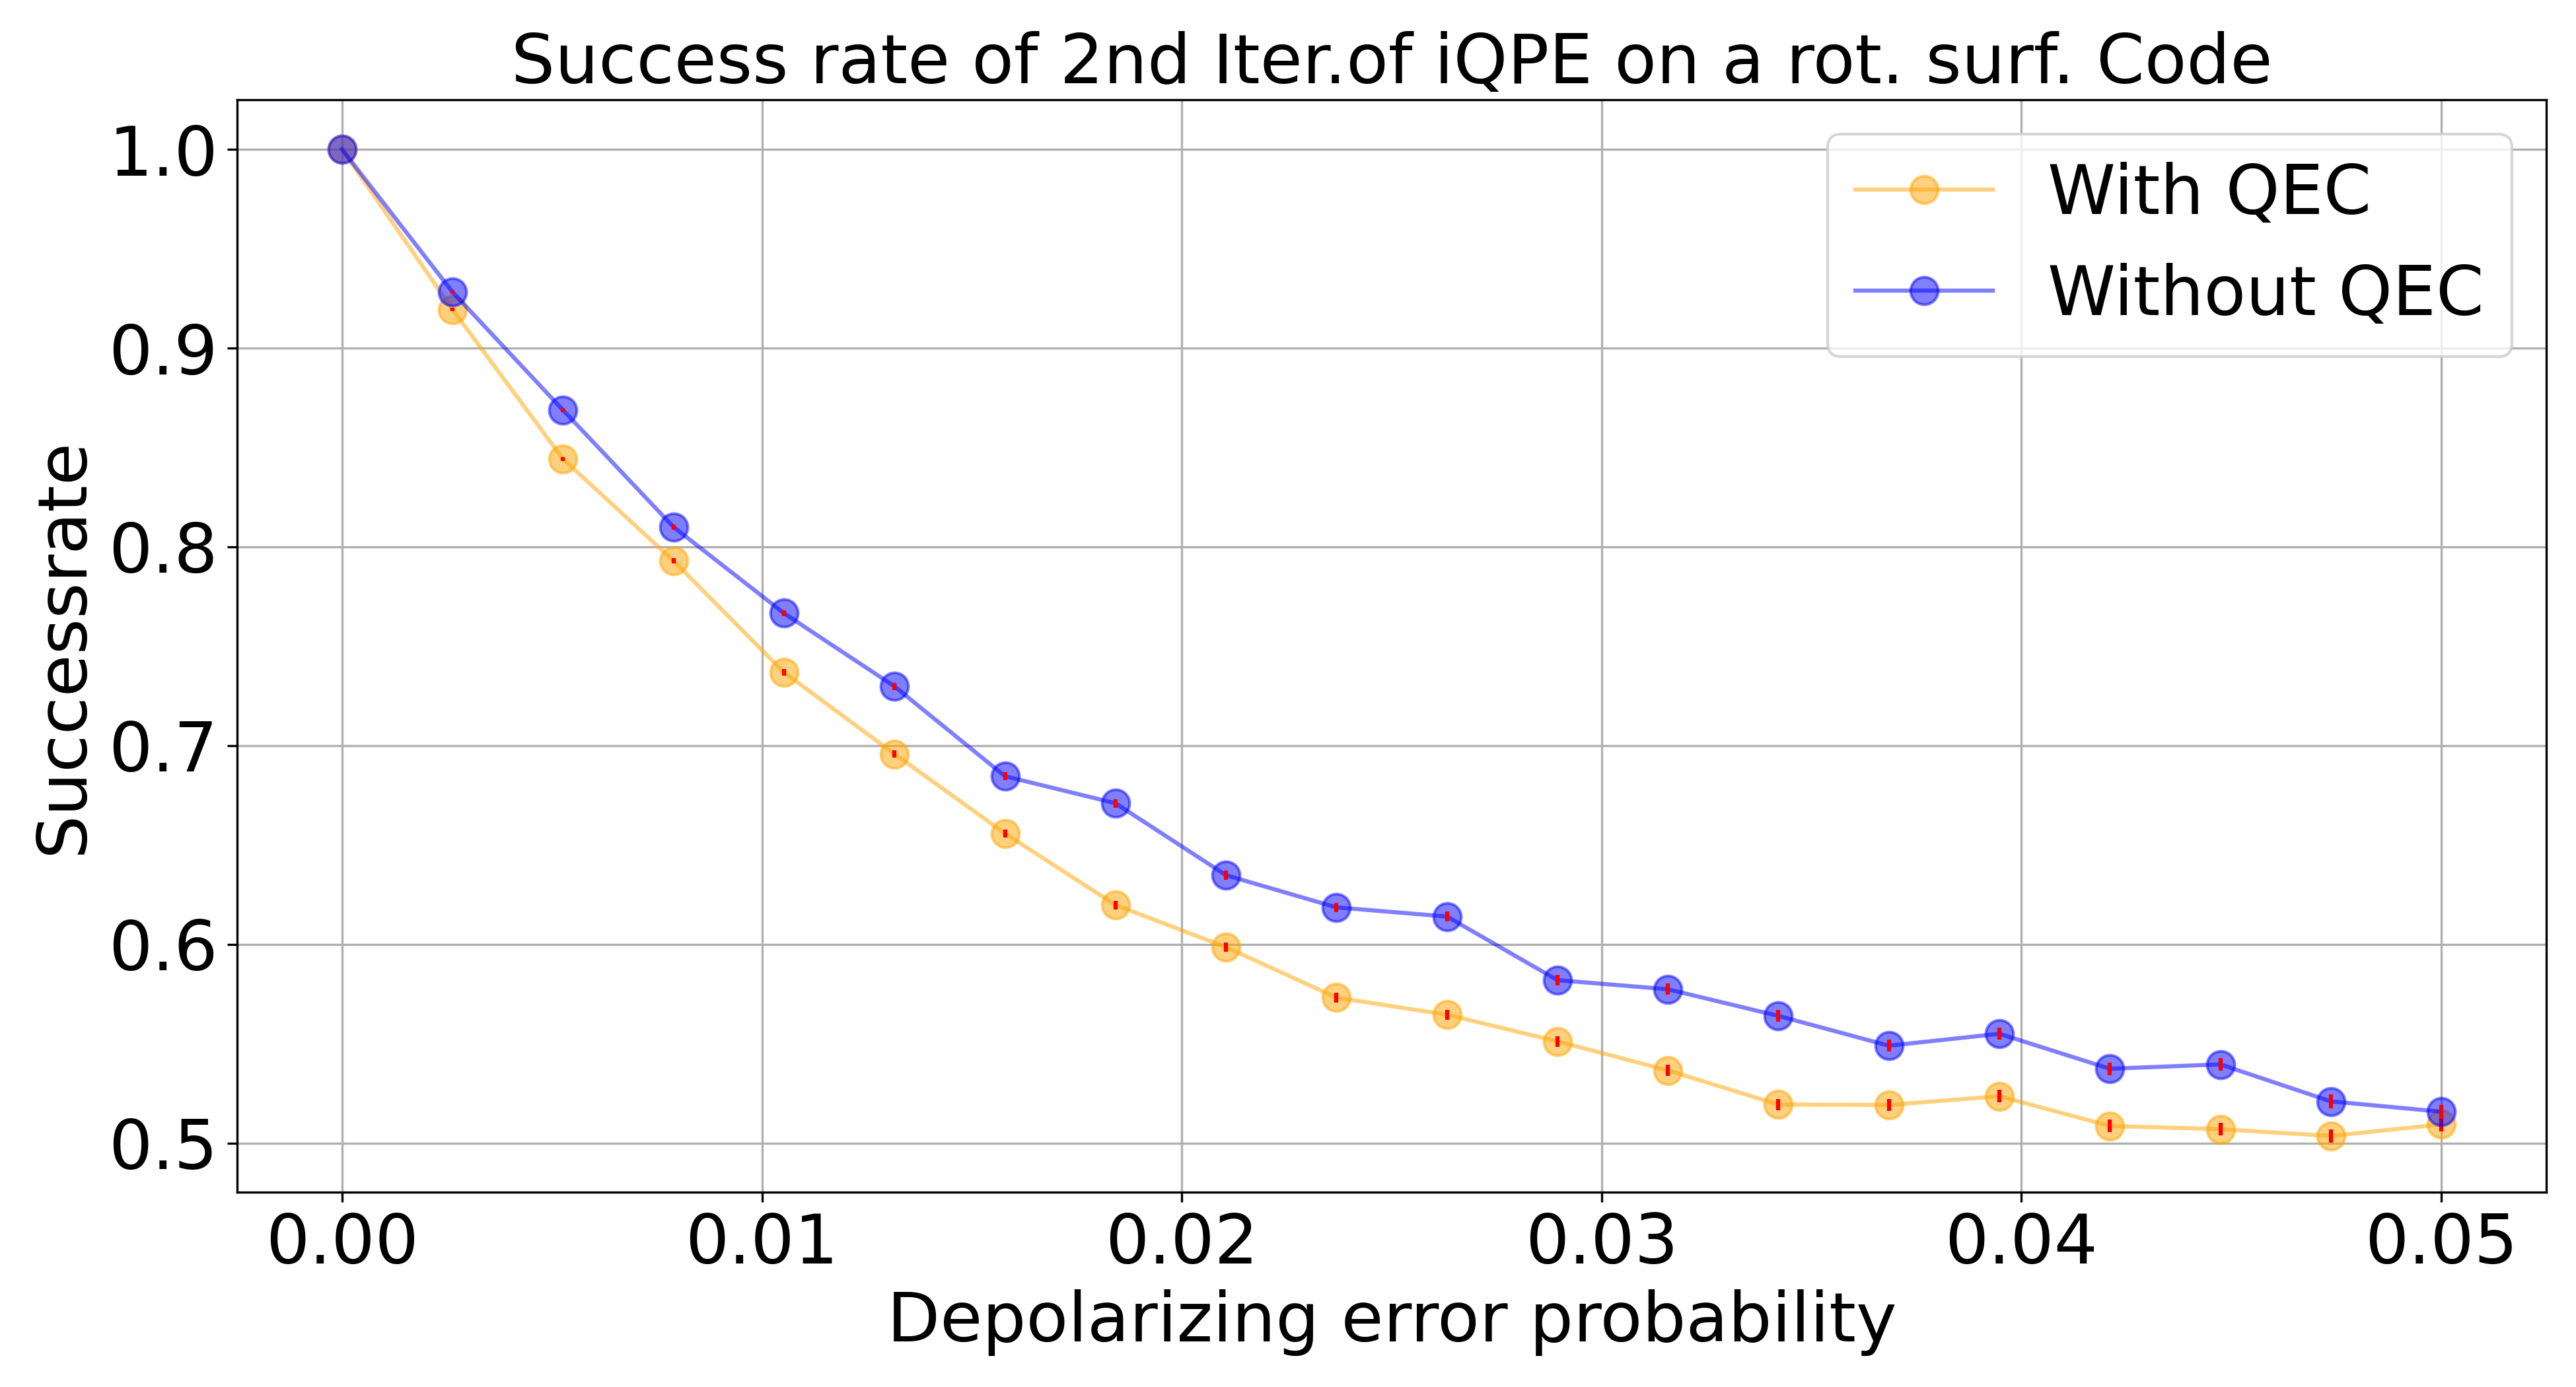 Success rate of 2nd Iter.of iQPE on a rot. surf. Code
With QEC
Without QEC
Successrate
1.0
0.9
0.8
0.7
0.6
0.5
0.00 0.01 0.02 0.03 0.04 0.05
Depolarizing error probability